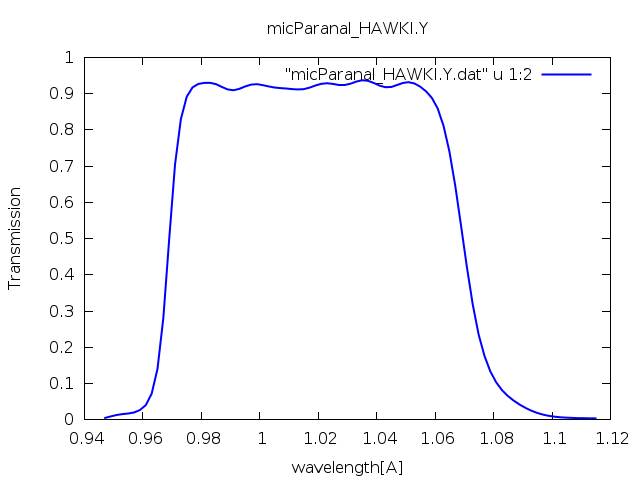 micParanal_HAWKI.Y
"micParanal_HAWKI.Y.dat" u 1:2
1
0.9
0.8
0.7
0.6
0.5
0.4
0.3
0.2
0.1
0
Transmission
0.94 0.96 0.98 1 1.02 1.04 1.06 1.08 1.1 1.12
wavelength[A]